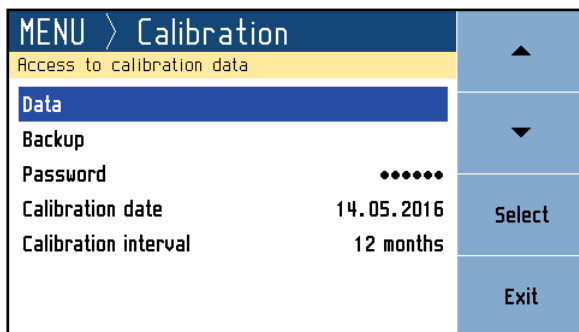 MENU > Calibration
Access to calibration data
Data
Backup
Password ●●●●●●
Calibration date 14.05.2016
Calibration interval 12 months
Select
Exit